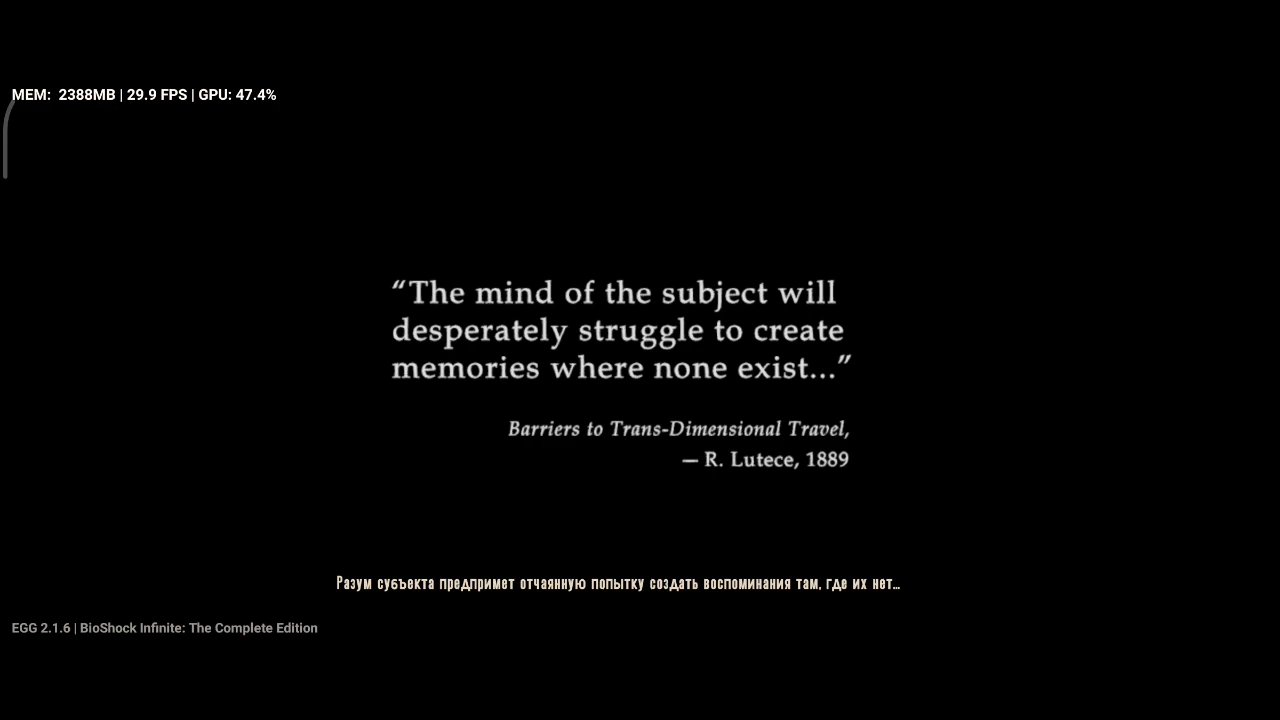 MEM: 2388MB | 29.9 FPS | GPU: 47.4%
“The mind of the subject will
desperately struggle to create
memories where none exist...”
Barriers to Trans-Dimensional Travel,
— R. Lutece, 1889
Разум субъекта предпримет отчаянную попытку создать воспоминания там, где их нет...
EGG 2.1.6 | BioShock Infinite: The Complete Edition